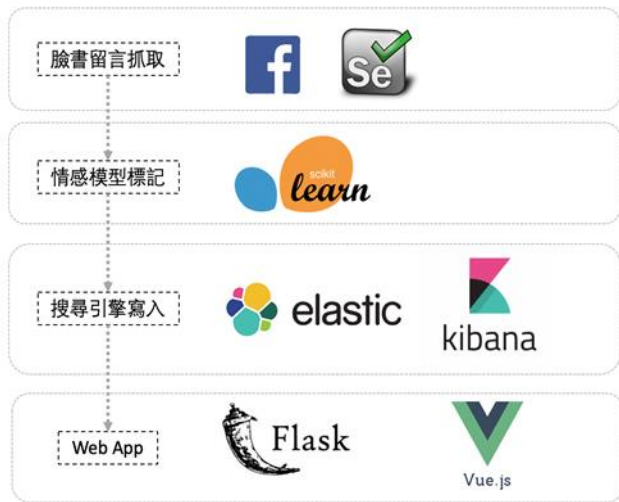 臉書留言抓取
f
Se
情感模型標記
scikit
learn
搜尋引擎寫入
elastic
kibana
Web App
Flask
Vue.js